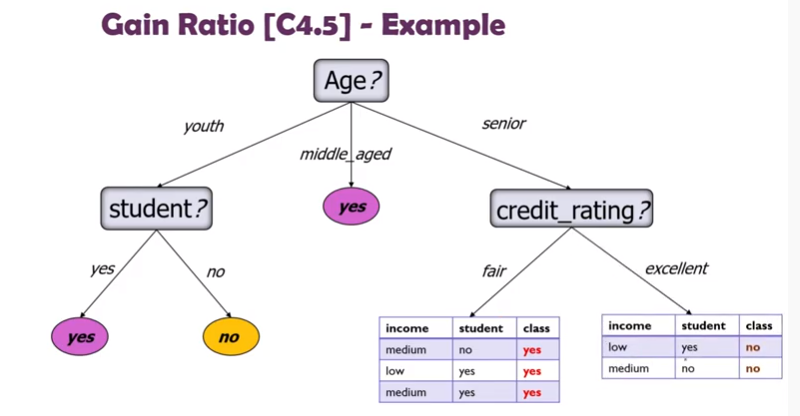 Gain Ratio [C4.5] - Example
Age?
youth
senior
middle_aged
student?
yes
credit_rating?
yes
no
fair
excellent
yes
no
income student class
medium no yes
low yes yes
medium yes yes
income student class
low yes no
medium no no